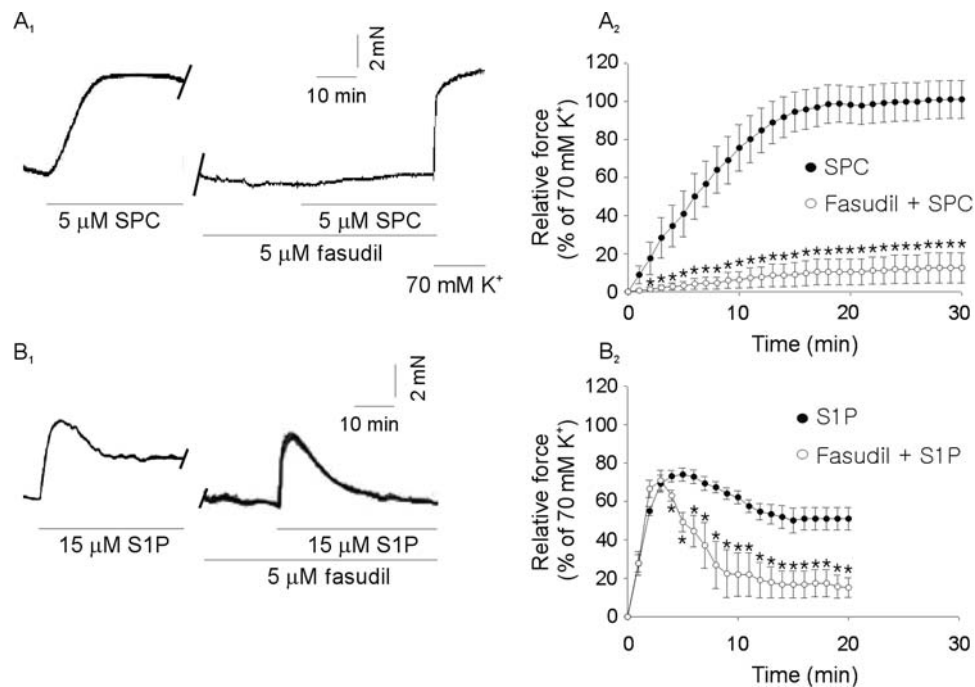 A₁
2 mN
10 min
5 μM SPC
5 μM SPC
5 μM fasudil
70 mM K⁺
A₂
Relative force
(% of 70 mM K⁺)
120
100
80
60
40
20
0
SPC
Fasudil + SPC
* * * * * * * * * * * * * * * * * * * * * * * * * * * * *
0 10 20 30
Time (min)
B₁
2 mN
10 min
15 μM S1P
15 μM S1P
5 μM fasudil
B₂
Relative force
(% of 70 mM K⁺)
120
100
80
60
40
20
0
S1P
Fasudil + S1P
* * * * * * * * * * * * * * * * *
0 10 20 30
Time (min)